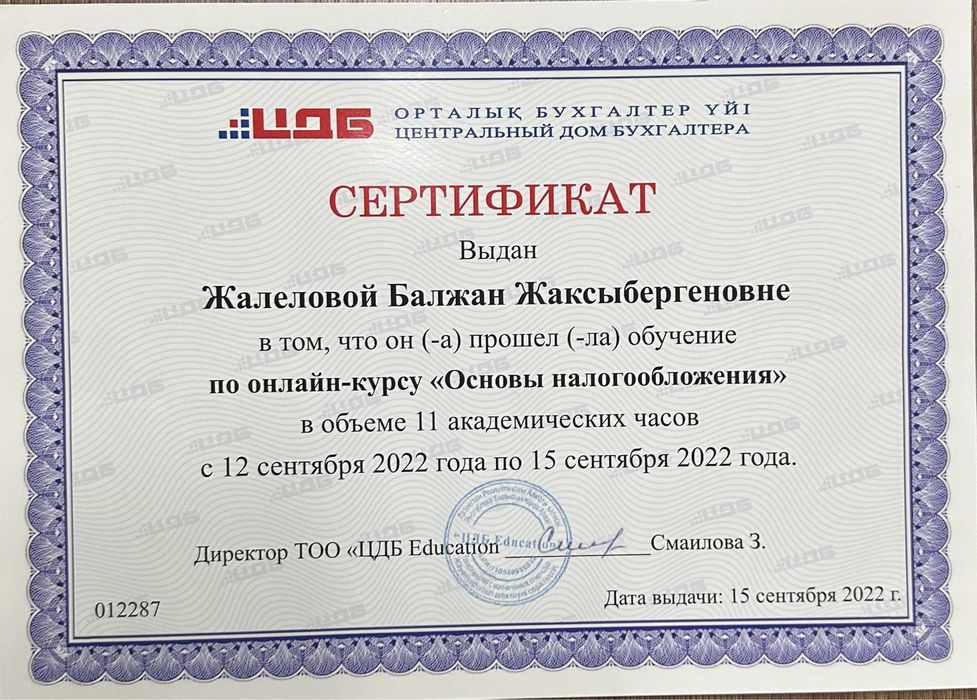 ЦДБ ОРТАЛЫҚ БУХГАЛТЕР ҮЙІ
ЦЕНТРАЛЬНЫЙ ДОМ БУХГАЛТЕРА
СЕРТИФИКАТ
Выдан
Жалеловой Балжан Жаксыбергеновне
в том, что он (-а) прошел (-ла) обучение
по онлайн-курсу «Основы налогообложения»
в объеме 11 академических часов
с 12 сентября 2022 года по 15 сентября 2022 года.
Директор ТОО «ЦДБ Education ____________Смаилова З.
012287
Дата выдачи: 15 сентября 2022 г.